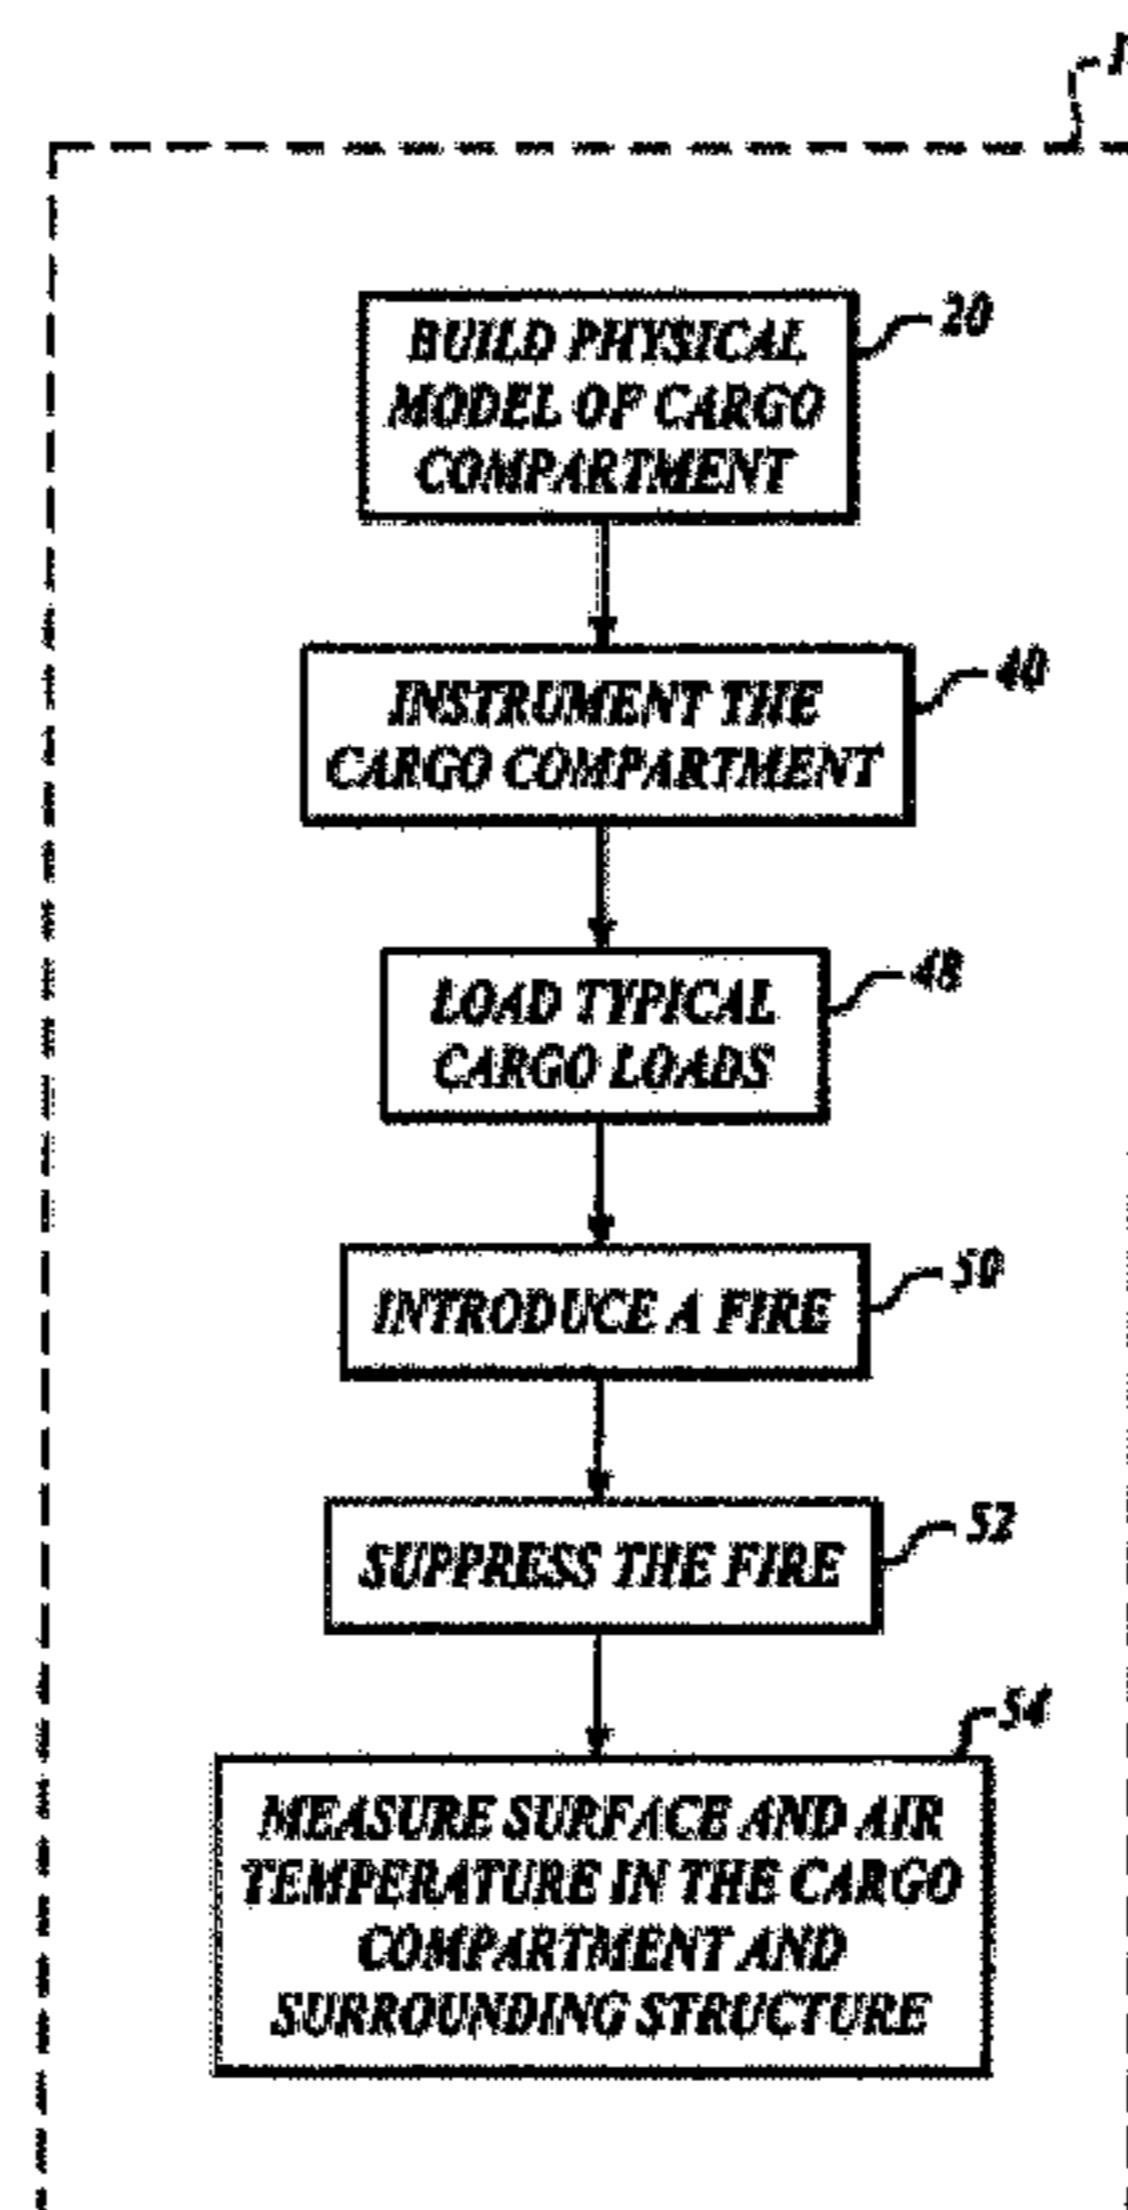 20
BUILD PHYSICAL
MODEL OF CARGO
COMPARTMENT
40
INSTRUMENT THE
CARGO COMPARTMENT
48
LOAD TYPICAL
CARGO LOADS
50
INTRODUCE A FIRE
52
SUPPRESS THE FIRE
54
MEASURE SURFACE AND AIR
TEMPERATURE IN THE CARGO
COMPARTMENT AND
SURROUNDING STRUCTURE